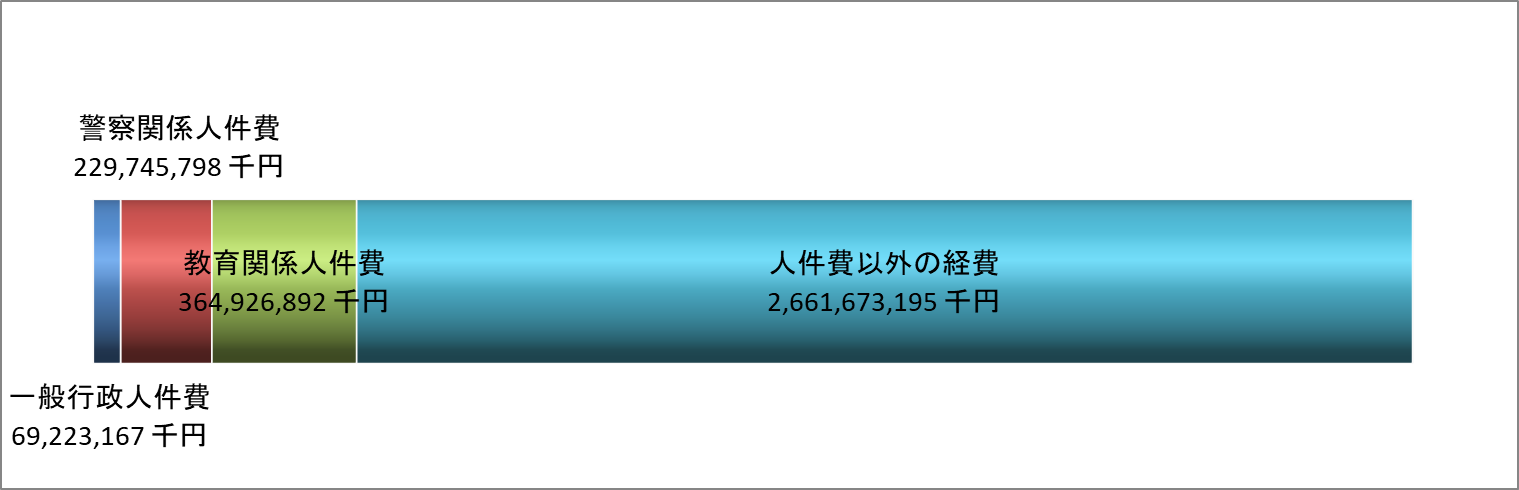 警察関係人件費
229,745,798 千円
教育関係人件費
364,926,892 千円
人件費以外の経費
2,661,673,195 千円
一般行政人件費
69,223,167 千円